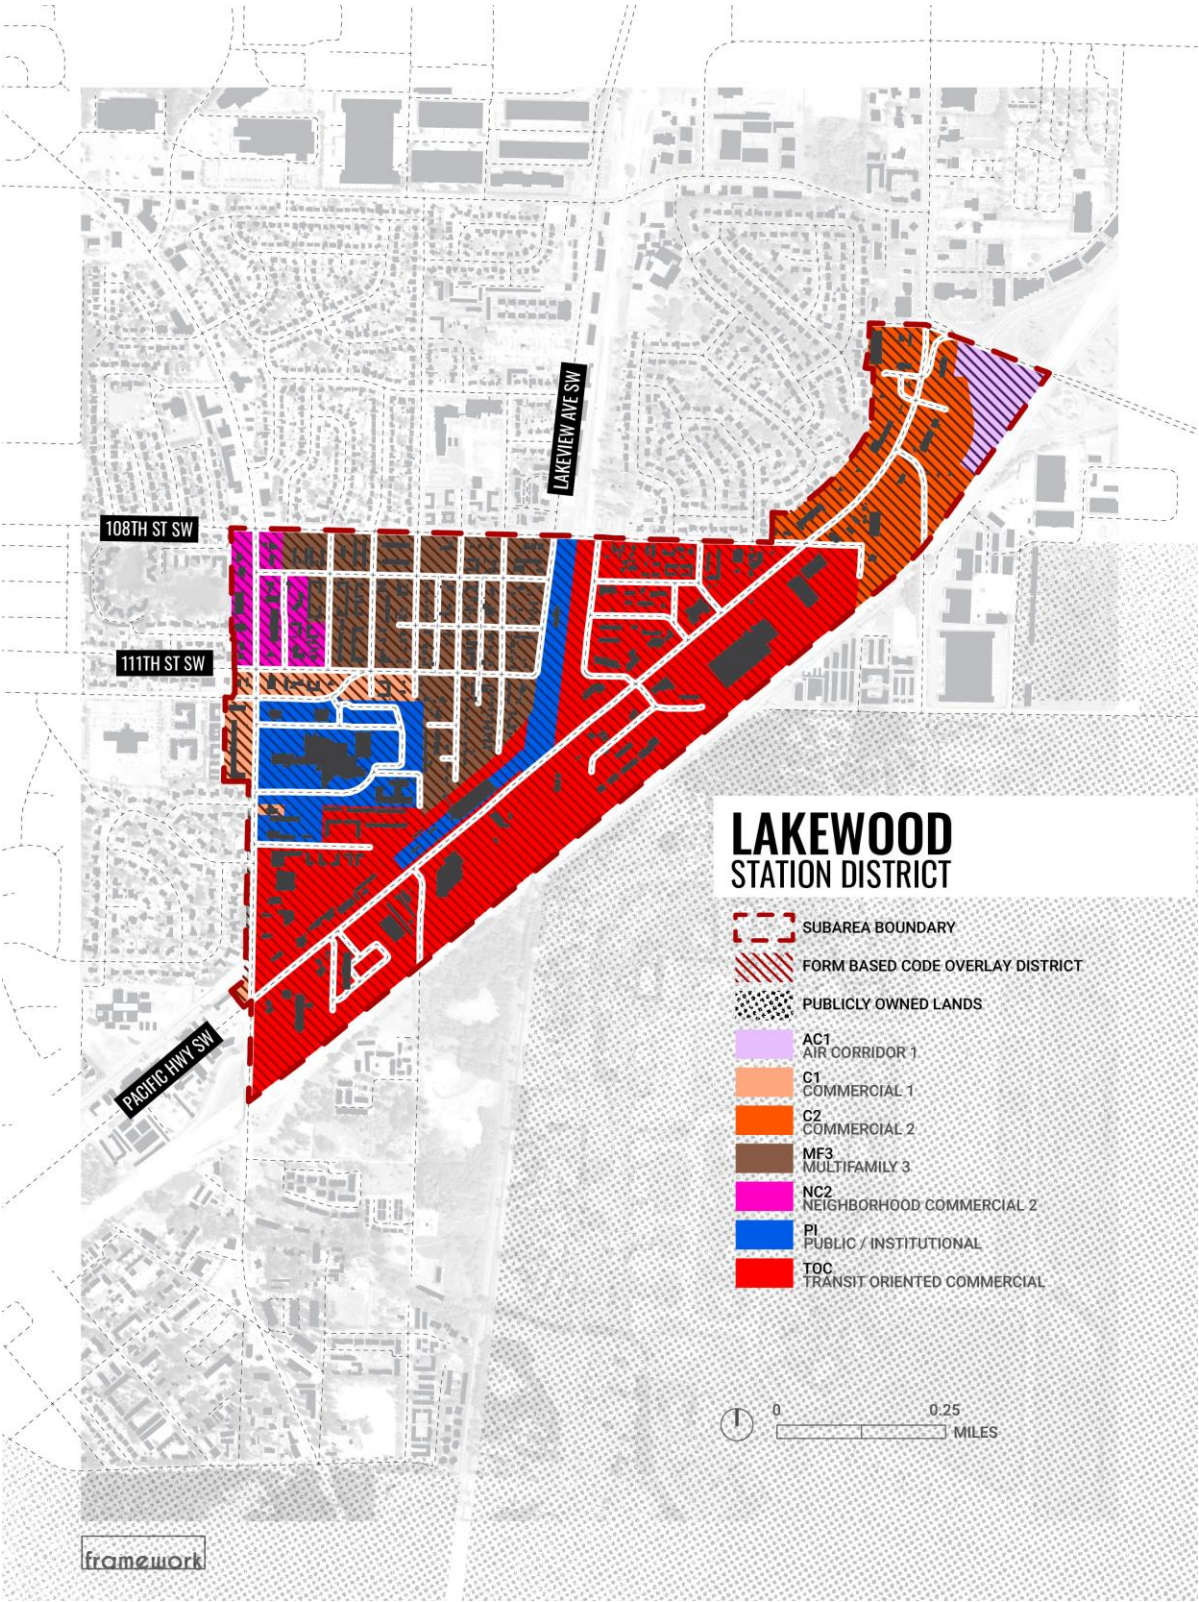 LAKEVIEW AVE SW
108TH ST SW
111TH ST SW
PACIFIC HWY SW
LAKEWOOD
STATION DISTRICT
SUBAREA BOUNDARY
FORM BASED CODE OVERLAY DISTRICT
PUBLICLY OWNED LANDS
AC1
AIR CORRIDOR 1
C1
COMMERCIAL 1
C2
COMMERCIAL 2
MF3
MULTIFAMILY 3
NC2
NEIGHBORHOOD COMMERCIAL 2
PI
PUBLIC / INSTITUTIONAL
TOC
TRANSIT ORIENTED COMMERCIAL
0 0.25
MILES
framework